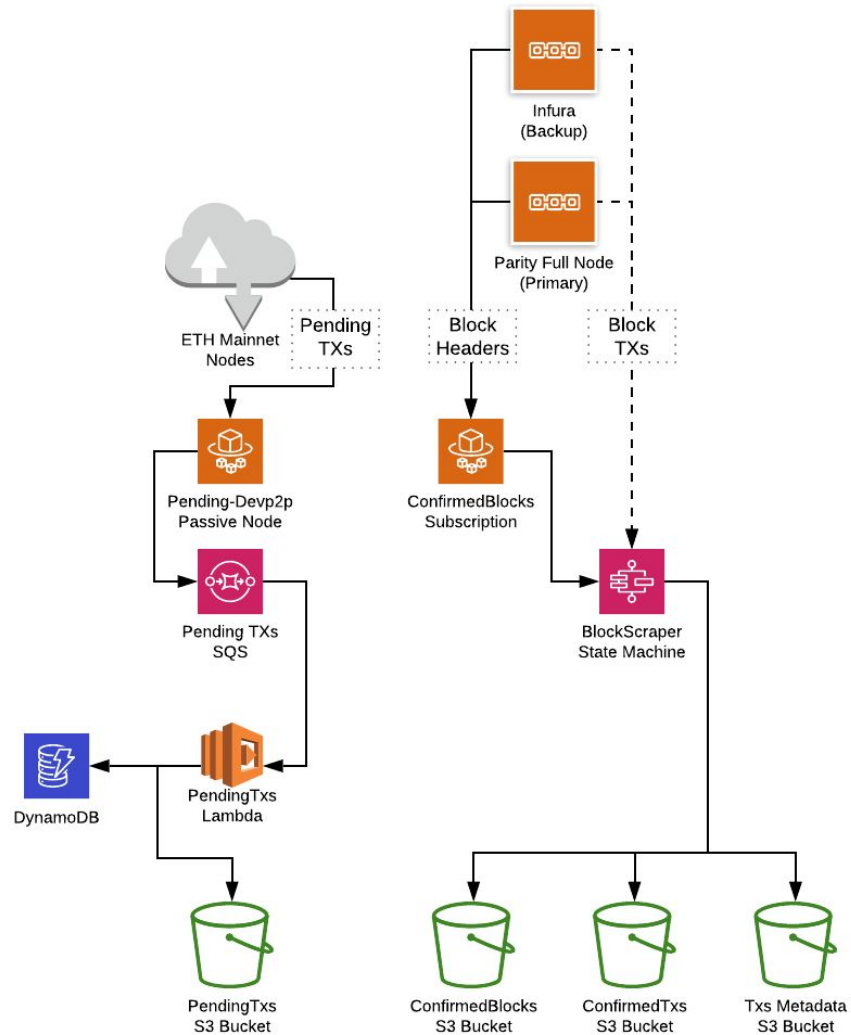 Infura
(Backup)
Parity Full Node
(Primary)
ETH Mainnet
Nodes
Pending
TXs
Block
Headers
Block
TXs
Pending-Devp2p
Passive Node
ConfirmedBlocks
Subscription
Pending TXs
SQS
BlockScraper
State Machine
DynamoDB
PendingTxs
Lambda
PendingTxs
S3 Bucket
ConfirmedBlocks
S3 Bucket
ConfirmedTxs
S3 Bucket
Txs Metadata
S3 Bucket